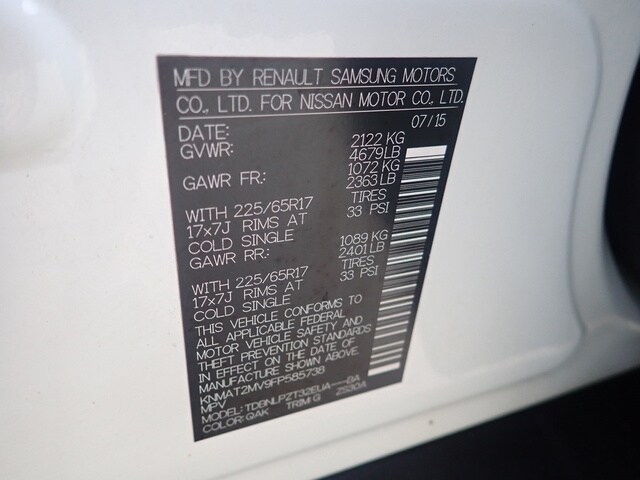 MFD BY RENAULT SAMSUNG MOTORS
CO., LTD. FOR NISSAN MOTOR CO., LTD.
DATE: 07/15
GVWR: 2122 KG
4679LB
GAWR FR: 1072 KG
2363 LB
WITH 225/65R17 TIRES
17x7J RIMS AT 33 PSI
COLD SINGLE
GAWR RR: 1089 KG
2401 LB
WITH 225/65R17 TIRES
17x7J RIMS AT 33 PSI
COLD SINGLE
THIS VEHICLE CONFORMS TO
ALL APPLICABLE FEDERAL
MOTOR VEHICLE SAFETY AND
THEFT PREVENTION STANDARDS
IN EFFECT ON THE DATE OF
MANUFACTURE SHOWN ABOVE.
KNMAT2MV9FP585738
MPV
MODEL: TDBNLPZT32EUA----BA
COLOR: QAK TRIM: G ZS30A